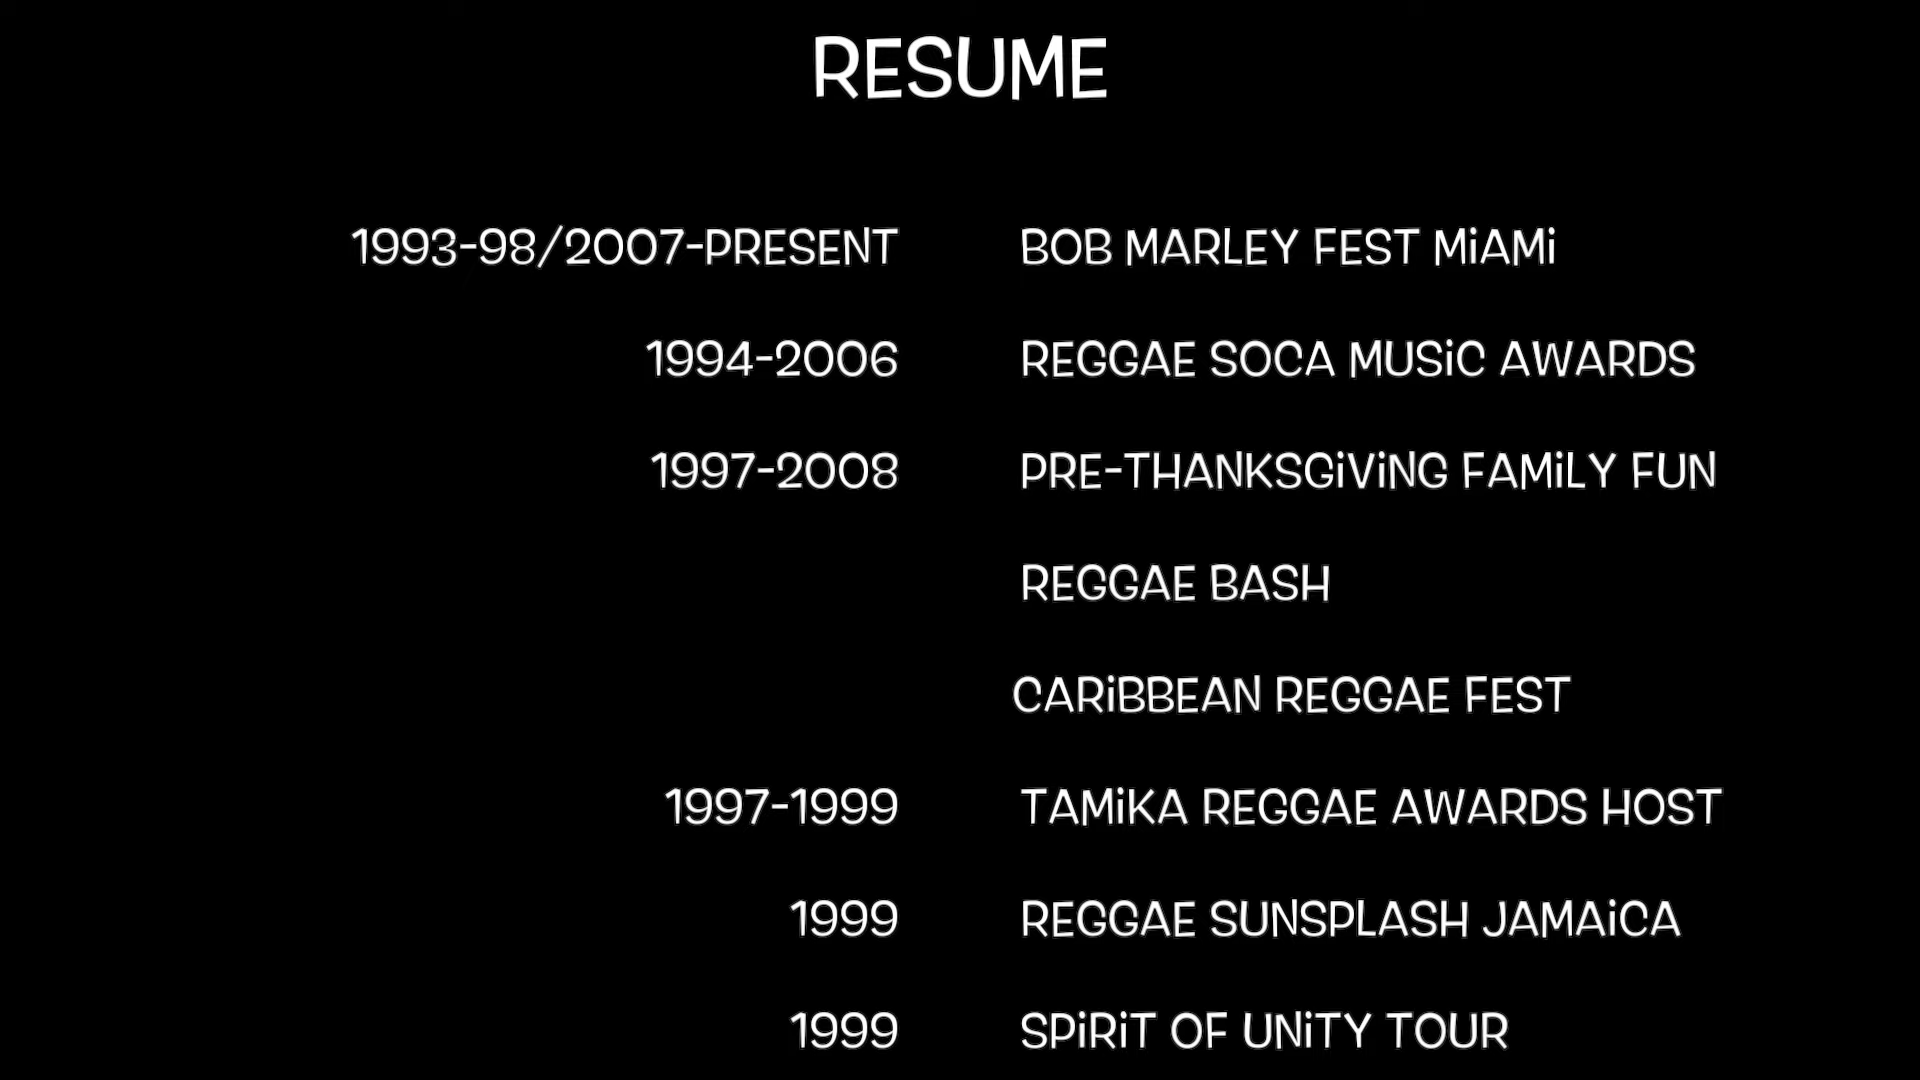 RESUME
1993-98/2007-PRESENT BOB MARLEY FEST MiAMi
1994-2006 REGGAE SOCA MUSiC AWARDS
1997-2008 PRE-THANKSGiViNG FAMiLY FUN
REGGAE BASH
CARiBBEAN REGGAE FEST
1997-1999 TAMiKA REGGAE AWARDS HOST
1999 REGGAE SUNSPLASH JAMAiCA
1999 SPiRiT OF UNiTY TOUR